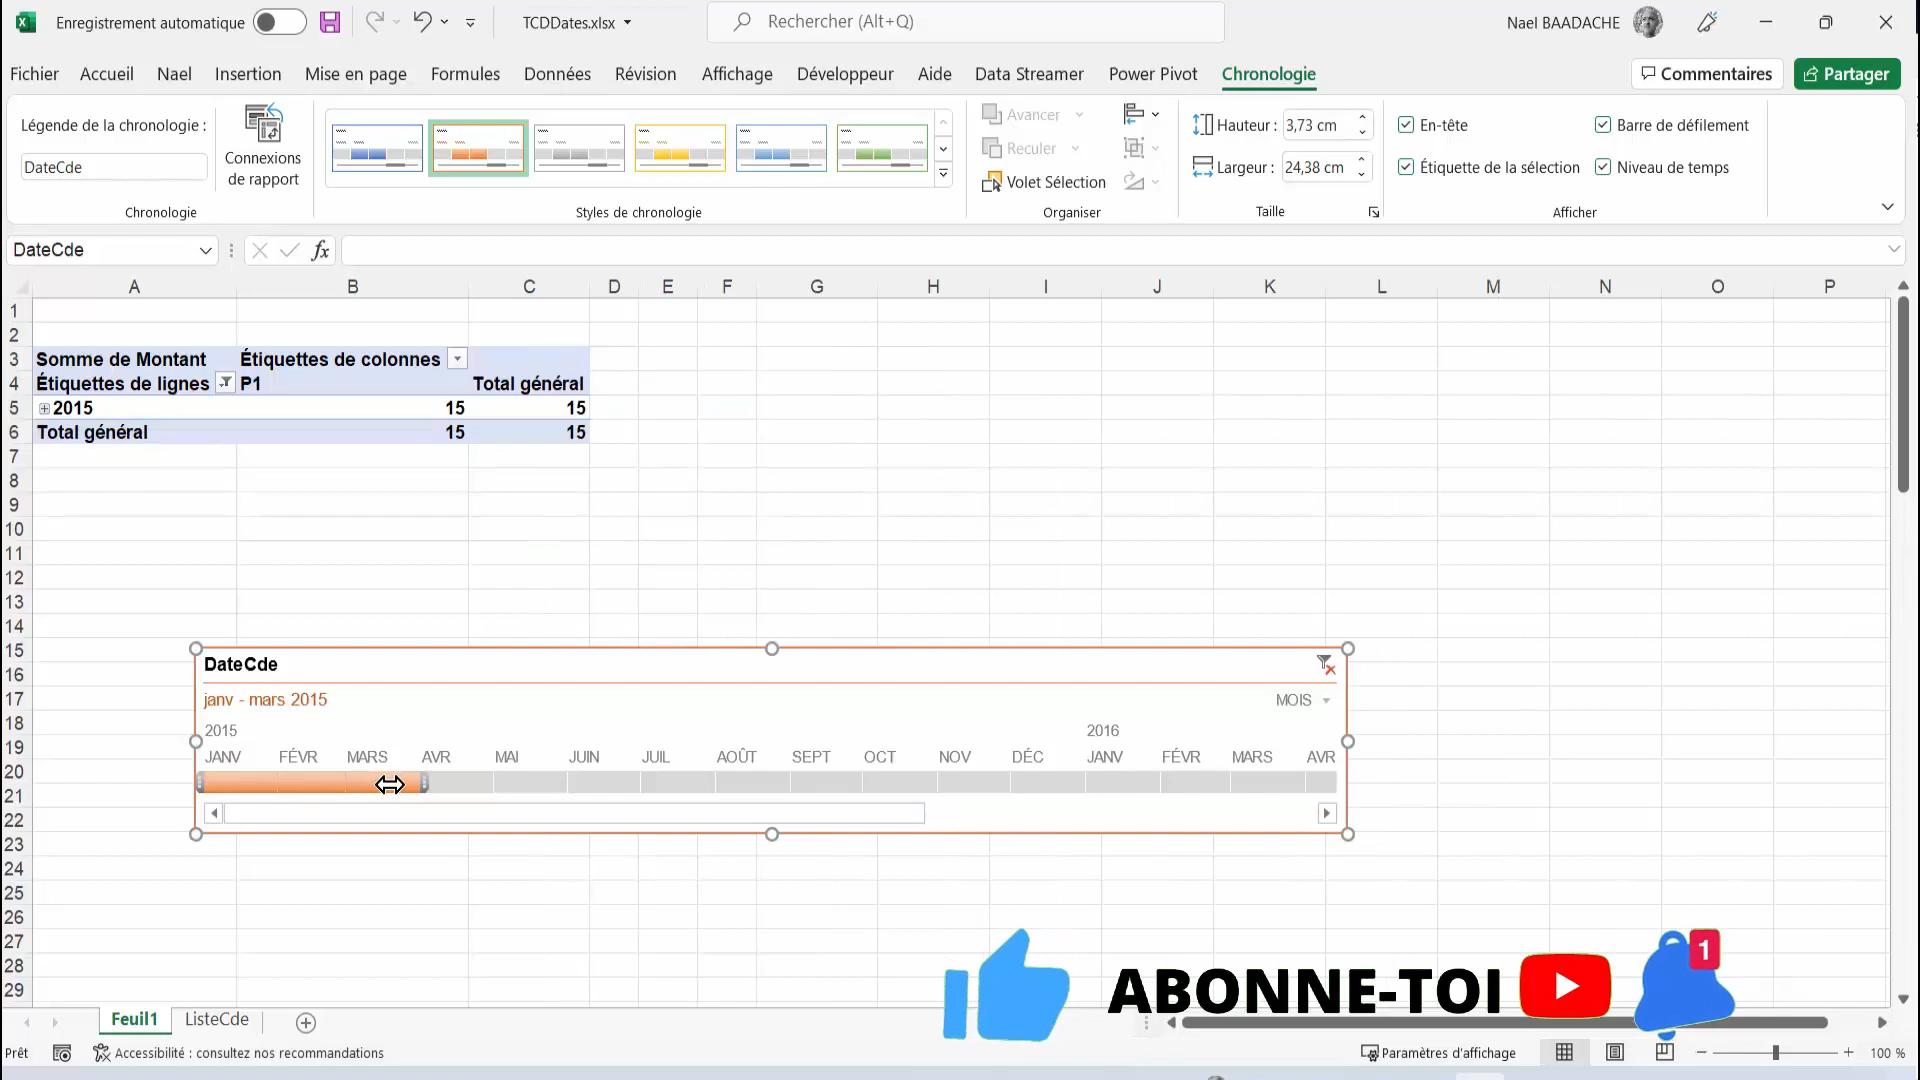 Enregistrement automatique
TCDDates.xlsx
Rechercher (Alt+Q)
Nael BAADACHE
Fichier Accueil Nael Insertion Mise en page Formules Données Révision Affichage Développeur Aide Data Streamer Power Pivot Chronologie
Commentaires
Partager
Légende de la chronologie :
DateCde
Connexions
de rapport
Chronologie
Styles de chronologie
Avancer
Reculer
Volet Sélection
Organiser
Hauteur : 3,73 cm
Largeur : 24,38 cm
Taille
En-tête
Barre de défilement
Étiquette de la sélection
Niveau de temps
Afficher
DateCde
fx
A B C D E F G H I J K L M N O P
1
2
3 Somme de Montant Étiquettes de colonnes
4 Étiquettes de lignes P1 Total général
5 2015 15 15
6 Total général 15 15
7
8
9
10
11
12
13
14
15
16
17
18
19
20
21
22
23
24
25
26
27
28
29
DateCde
janv - mars 2015
MOIS
2015 2016
JANV FÉVR MARS AVR MAI JUIN JUIL AOÛT SEPT OCT NOV DÉC JANV FÉVR MARS AVR
ABONNE-TOI
1
Feuil1 ListeCde
Prêt
Accessibilité : consultez nos recommandations
Paramètres d'affichage
100 %